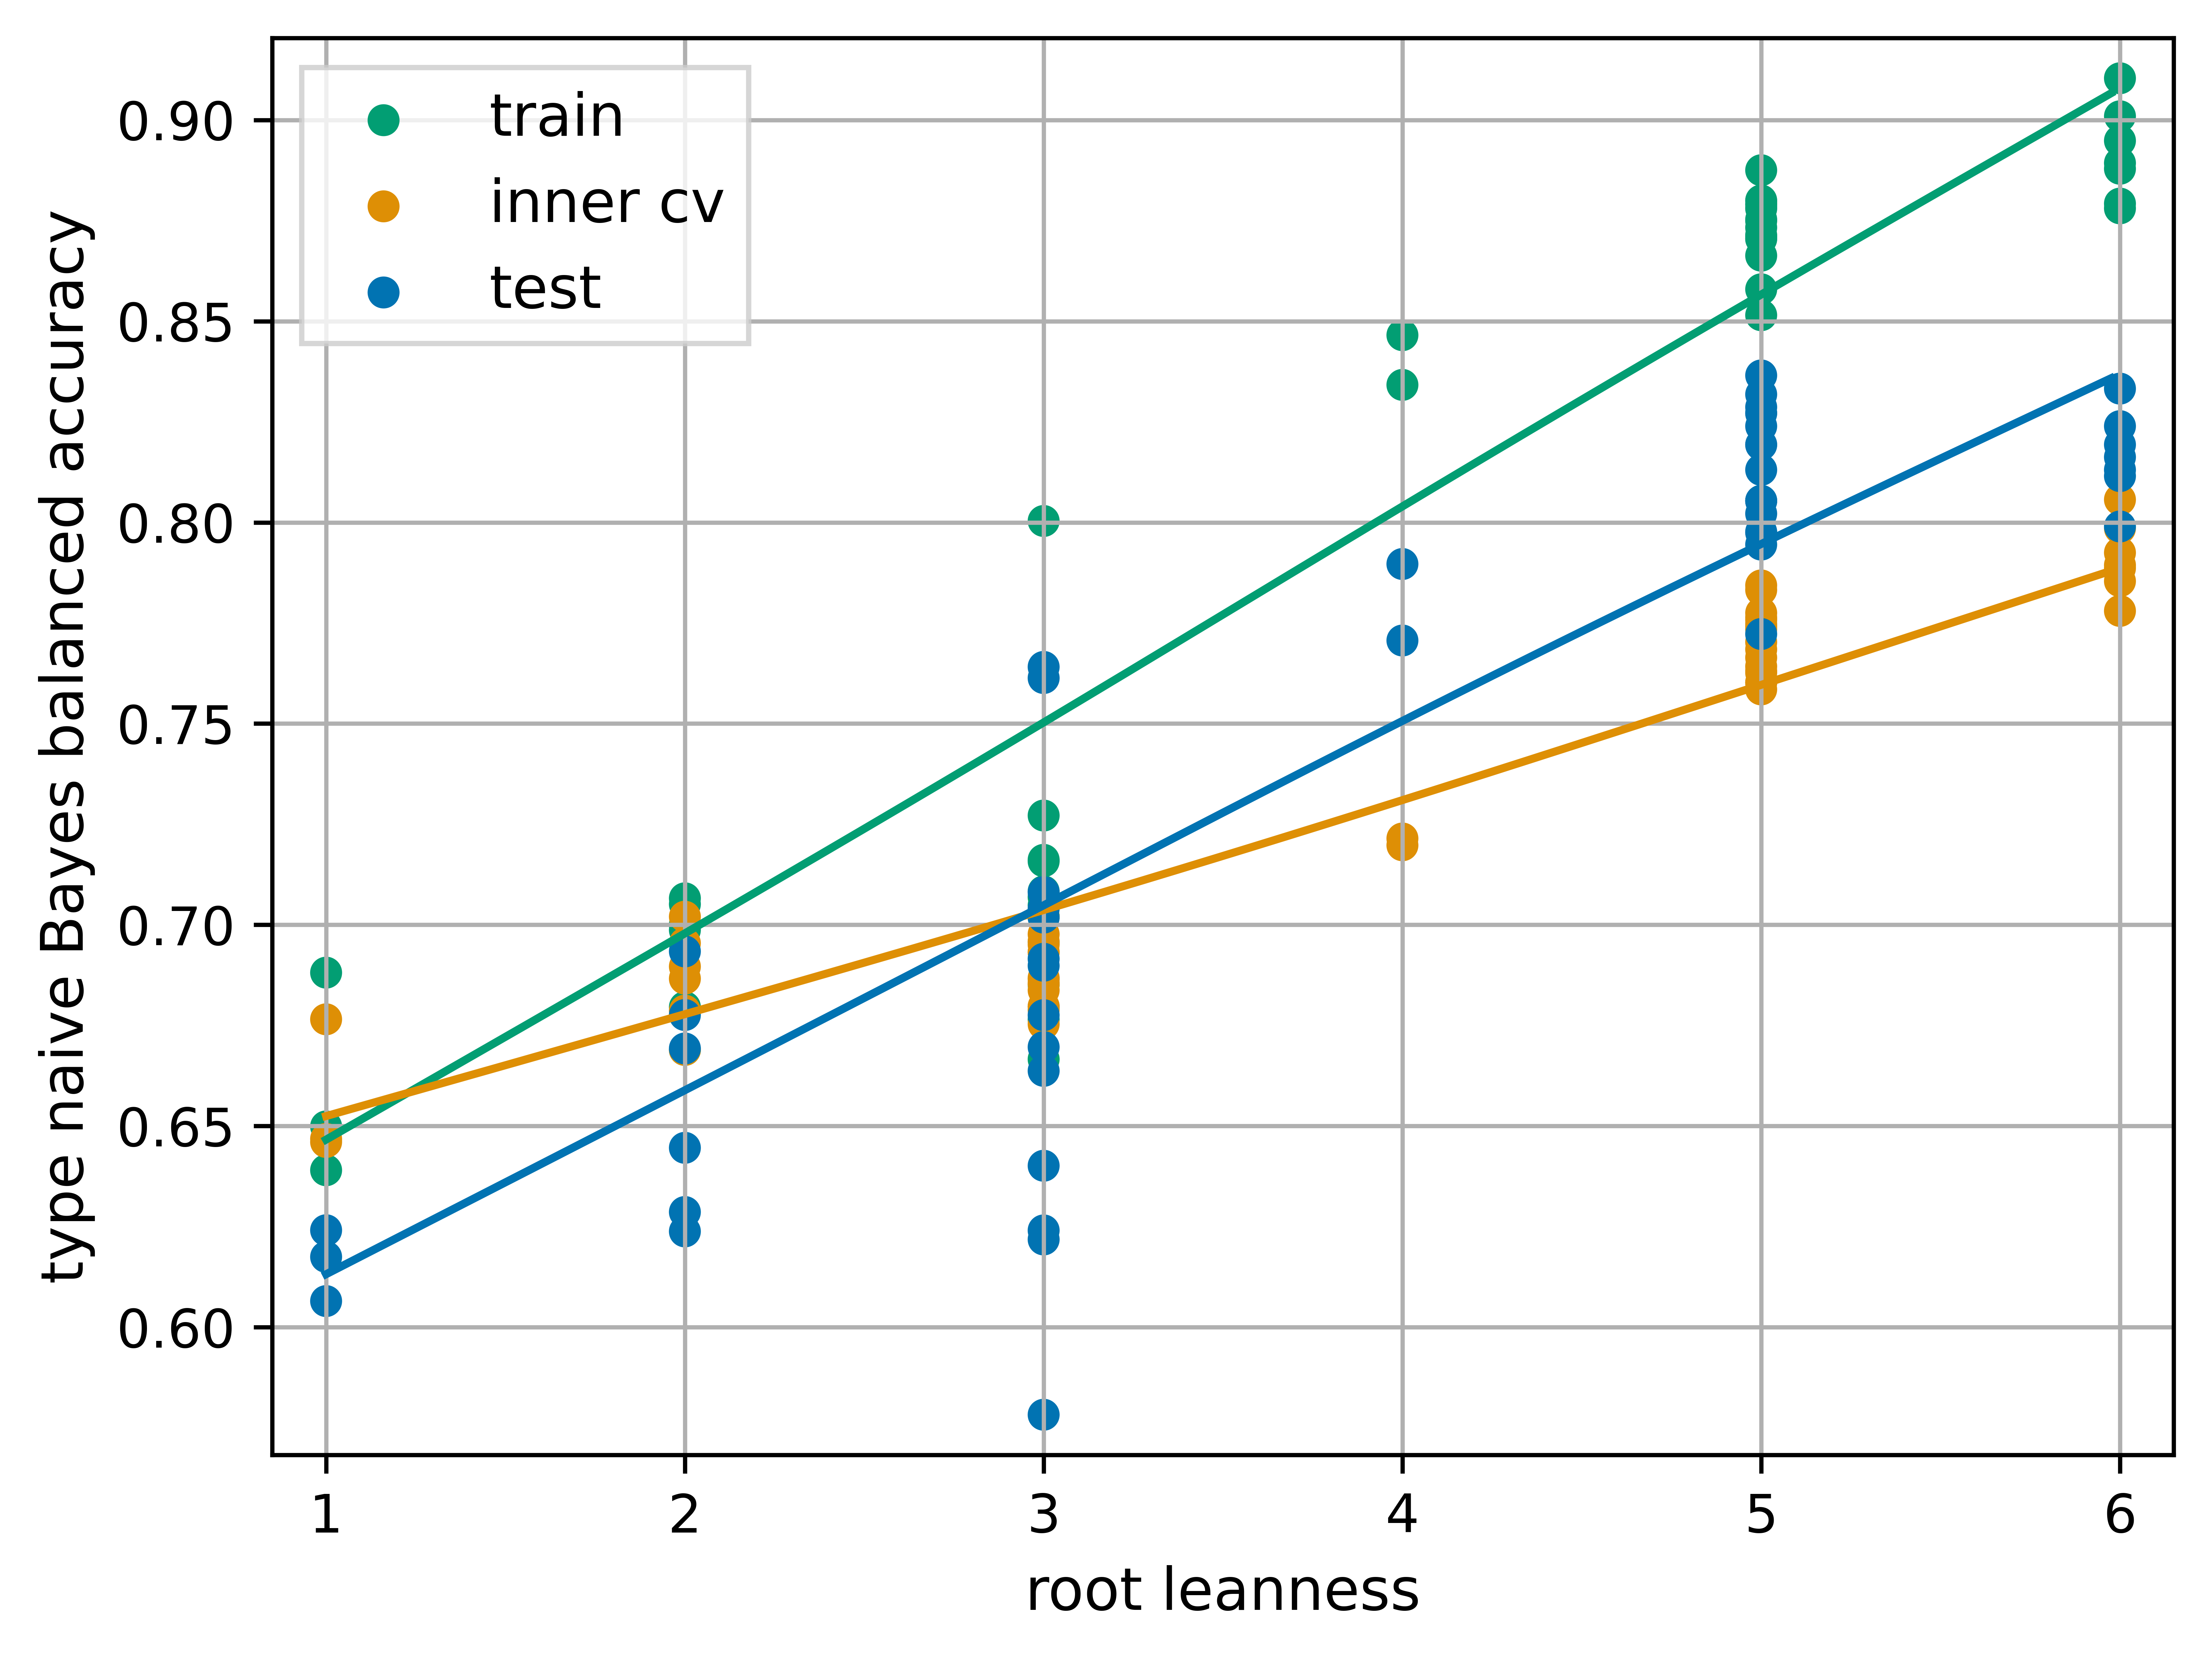 train
inner cv
test
type naive Bayes balanced accuracy
0.90
0.85
0.80
0.75
0.70
0.65
0.60
1 2 3 4 5 6
root leanness